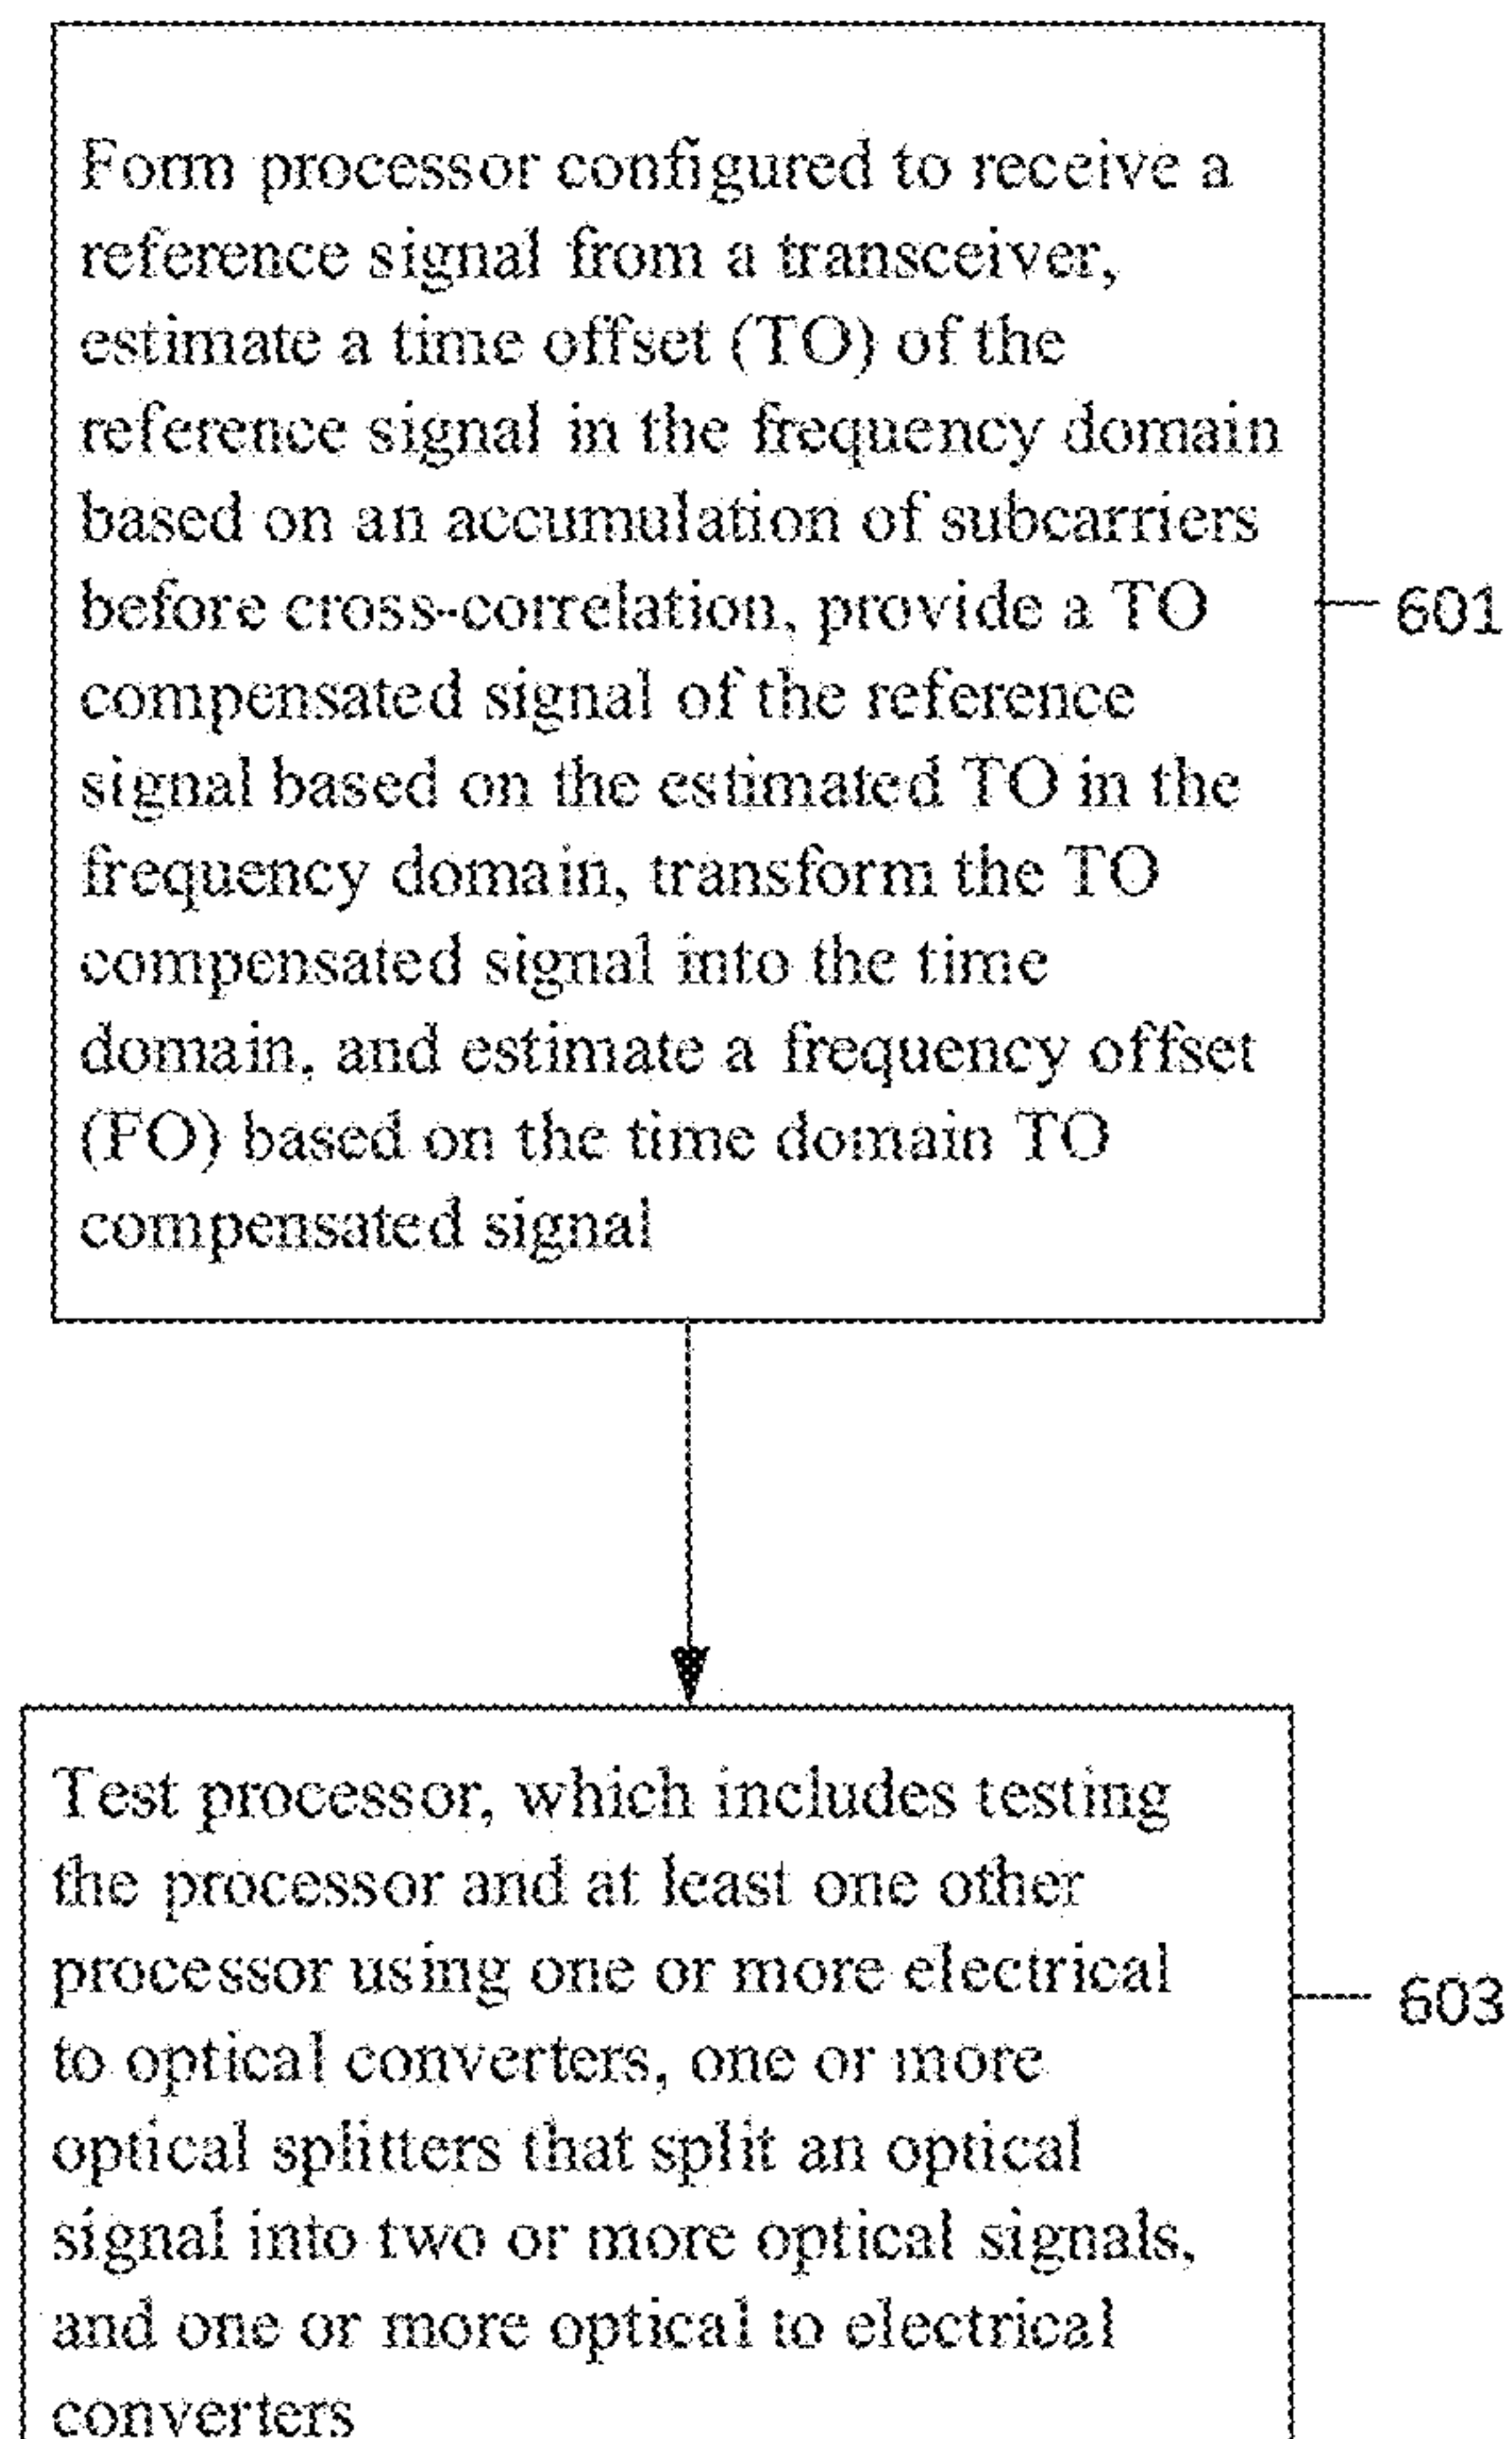 Form processor configured to receive a
reference signal from a transceiver,
estimate a time offset (TO) of the
reference signal in the frequency domain
based on an accumulation of subcarriers
before cross-correlation, provide a TO
compensated signal of the reference
signal based on the estimated TO in the
frequency domain, transform the TO
compensated signal into the time
domain, and estimate a frequency offset
(FO) based on the time domain TO
compensated signal
601
Test processor, which includes testing
the processor and at least one other
processor using one or more electrical
to optical converters, one or more
optical splitters that split an optical
signal into two or more optical signals,
and one or more optical to electrical
converters
603